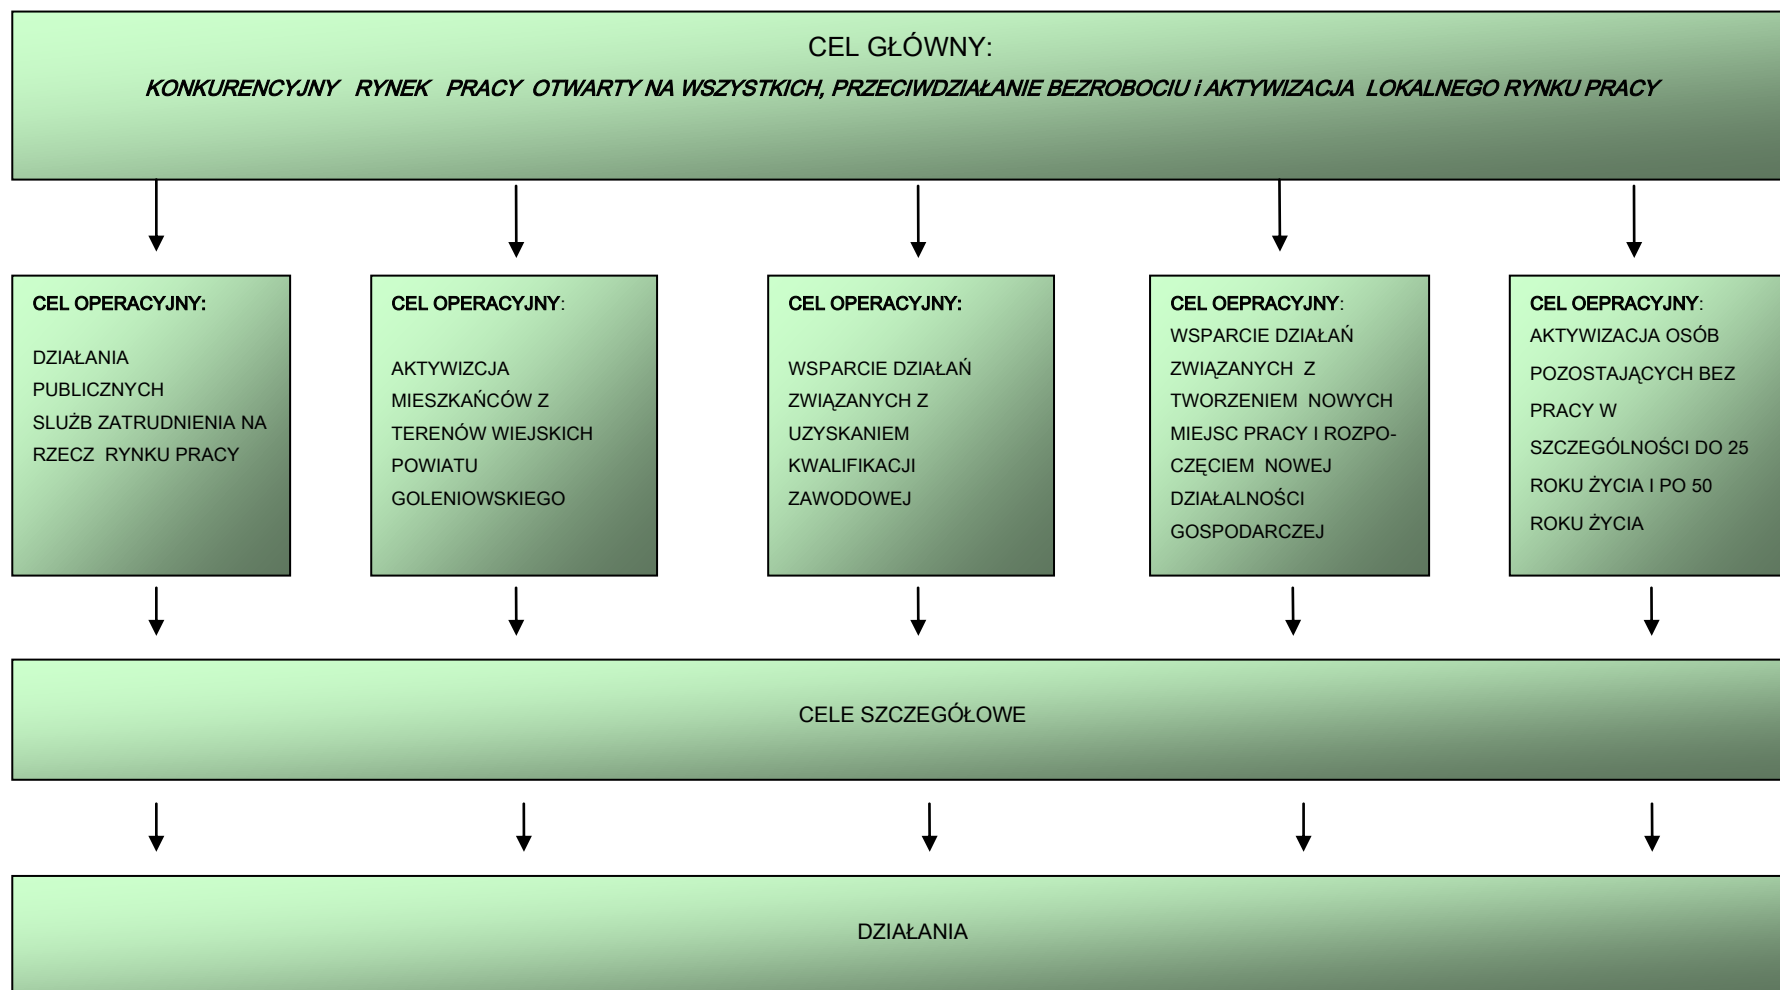 CEL GŁÓWNY:
KONKURENCYJNY RYNEK PRACY OTWARTY NA WSZYSTKICH, PRZECIWDZIAŁANIE BEZROBOCIU i AKTYWIZACJA LOKALNEGO RYNKU PRACY
CEL OPERACYJNY:
DZIAŁANIA
PUBLICZNYCH
SLUŻB ZATRUDNIENIA NA
RZECZ RYNKU PRACY
CEL OPERACYJNY:
AKTYWIZCJA
MIESZKAŃCÓW Z
TERENÓW WIEJSKICH
POWIATU
GOLENIOWSKIEGO
CEL OPERACYJNY:
WSPARCIE DZIAŁAŃ
ZWIĄZANYCH Z
UZYSKANIEM
KWALIFIKACJI
ZAWODOWEJ
CEL OEPRACYJNY:
WSPARCIE DZIAŁAŃ
ZWIĄZANYCH Z
TWORZENIEM NOWYCH
MIEJSC PRACY I ROZPO-
CZĘCIEM NOWEJ
DZIAŁALNOŚCI
GOSPODARCZEJ
CEL OEPRACYJNY:
AKTYWIZACJA OSÓB
POZOSTAJĄCYCH BEZ
PRACY W
SZCZEGÓLNOŚCI DO 25
ROKU ŻYCIA I PO 50
ROKU ŻYCIA
CELE SZCZEGÓŁOWE
DZIAŁANIA